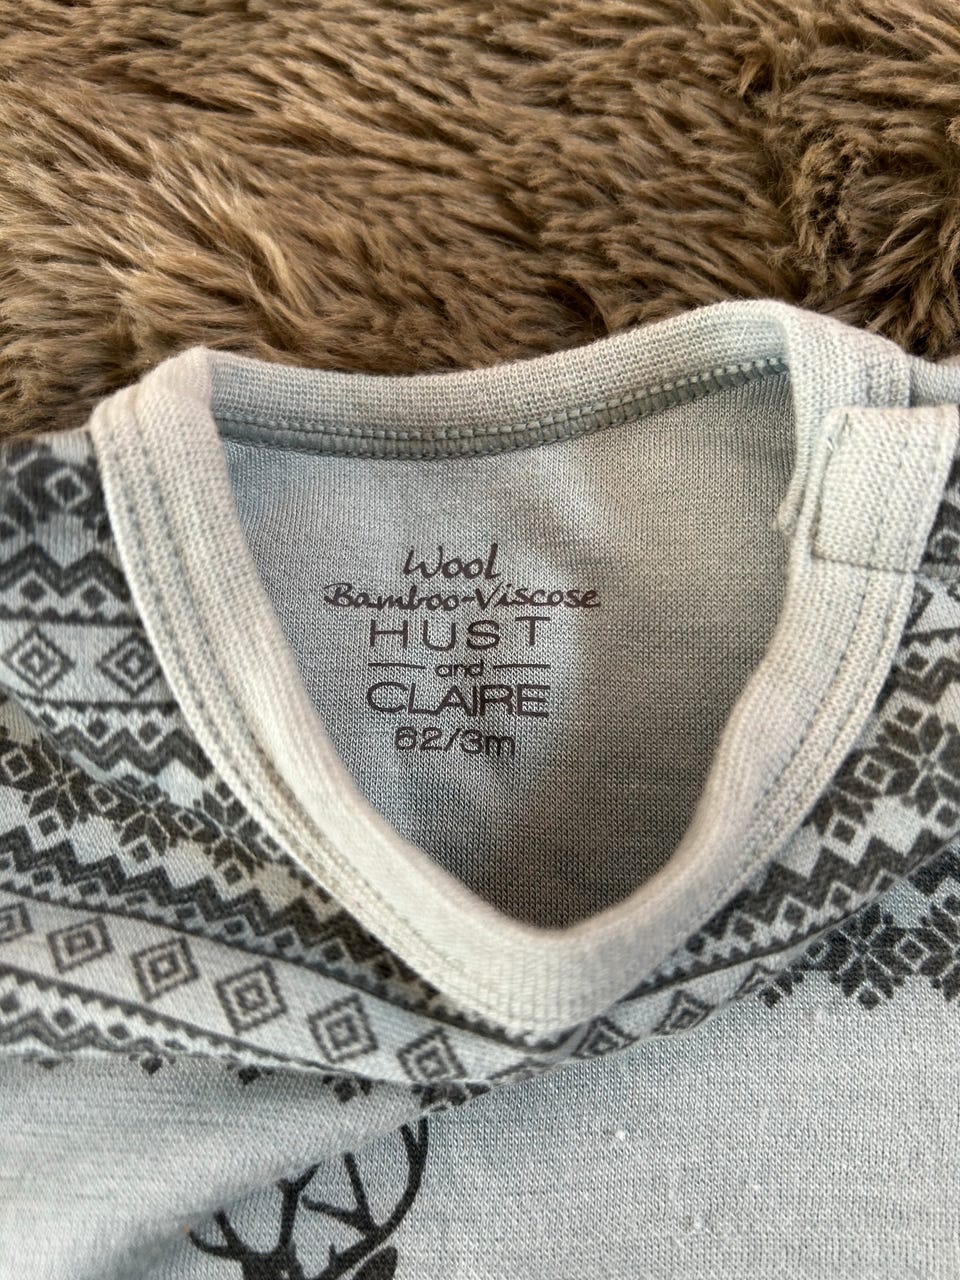 Wool
Bamboo-Viscose
HUST
and
CLAIRE
62/3m